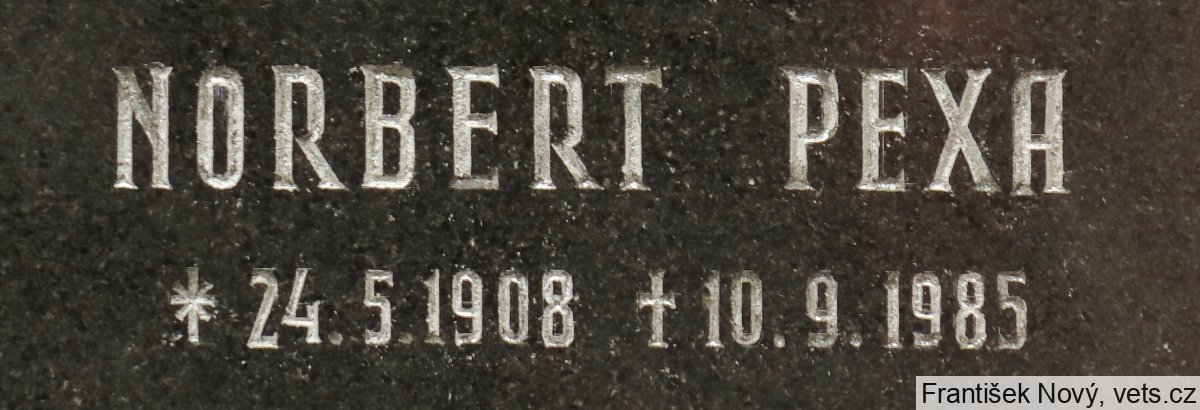 NORBERT PEXA
* 24.5.1908 † 10.9.1985
František Nový, vets.cz